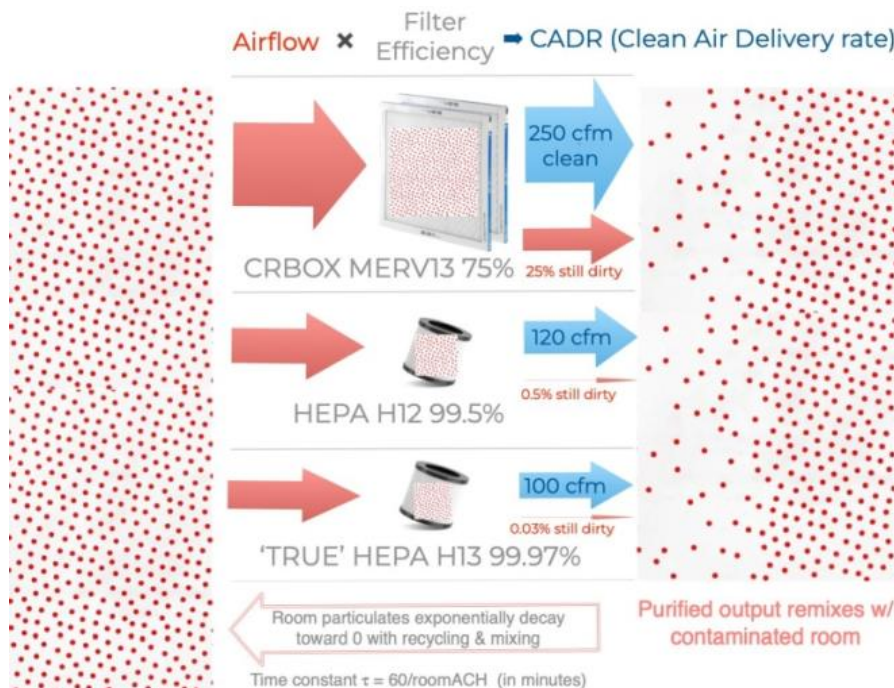 Airflow × Filter Efficiency ➡ CADR (Clean Air Delivery rate)
250 cfm
clean
CRBOX MERV13 75%
25% still dirty
120 cfm
HEPA H12 99.5%
0.5% still dirty
100 cfm
0.03% still dirty
‘TRUE’ HEPA H13 99.97%
Room particulates exponentially decay
toward 0 with recycling & mixing
Purified output remixes w/
contaminated room
Time constant τ = 60/roomACH (in minutes)